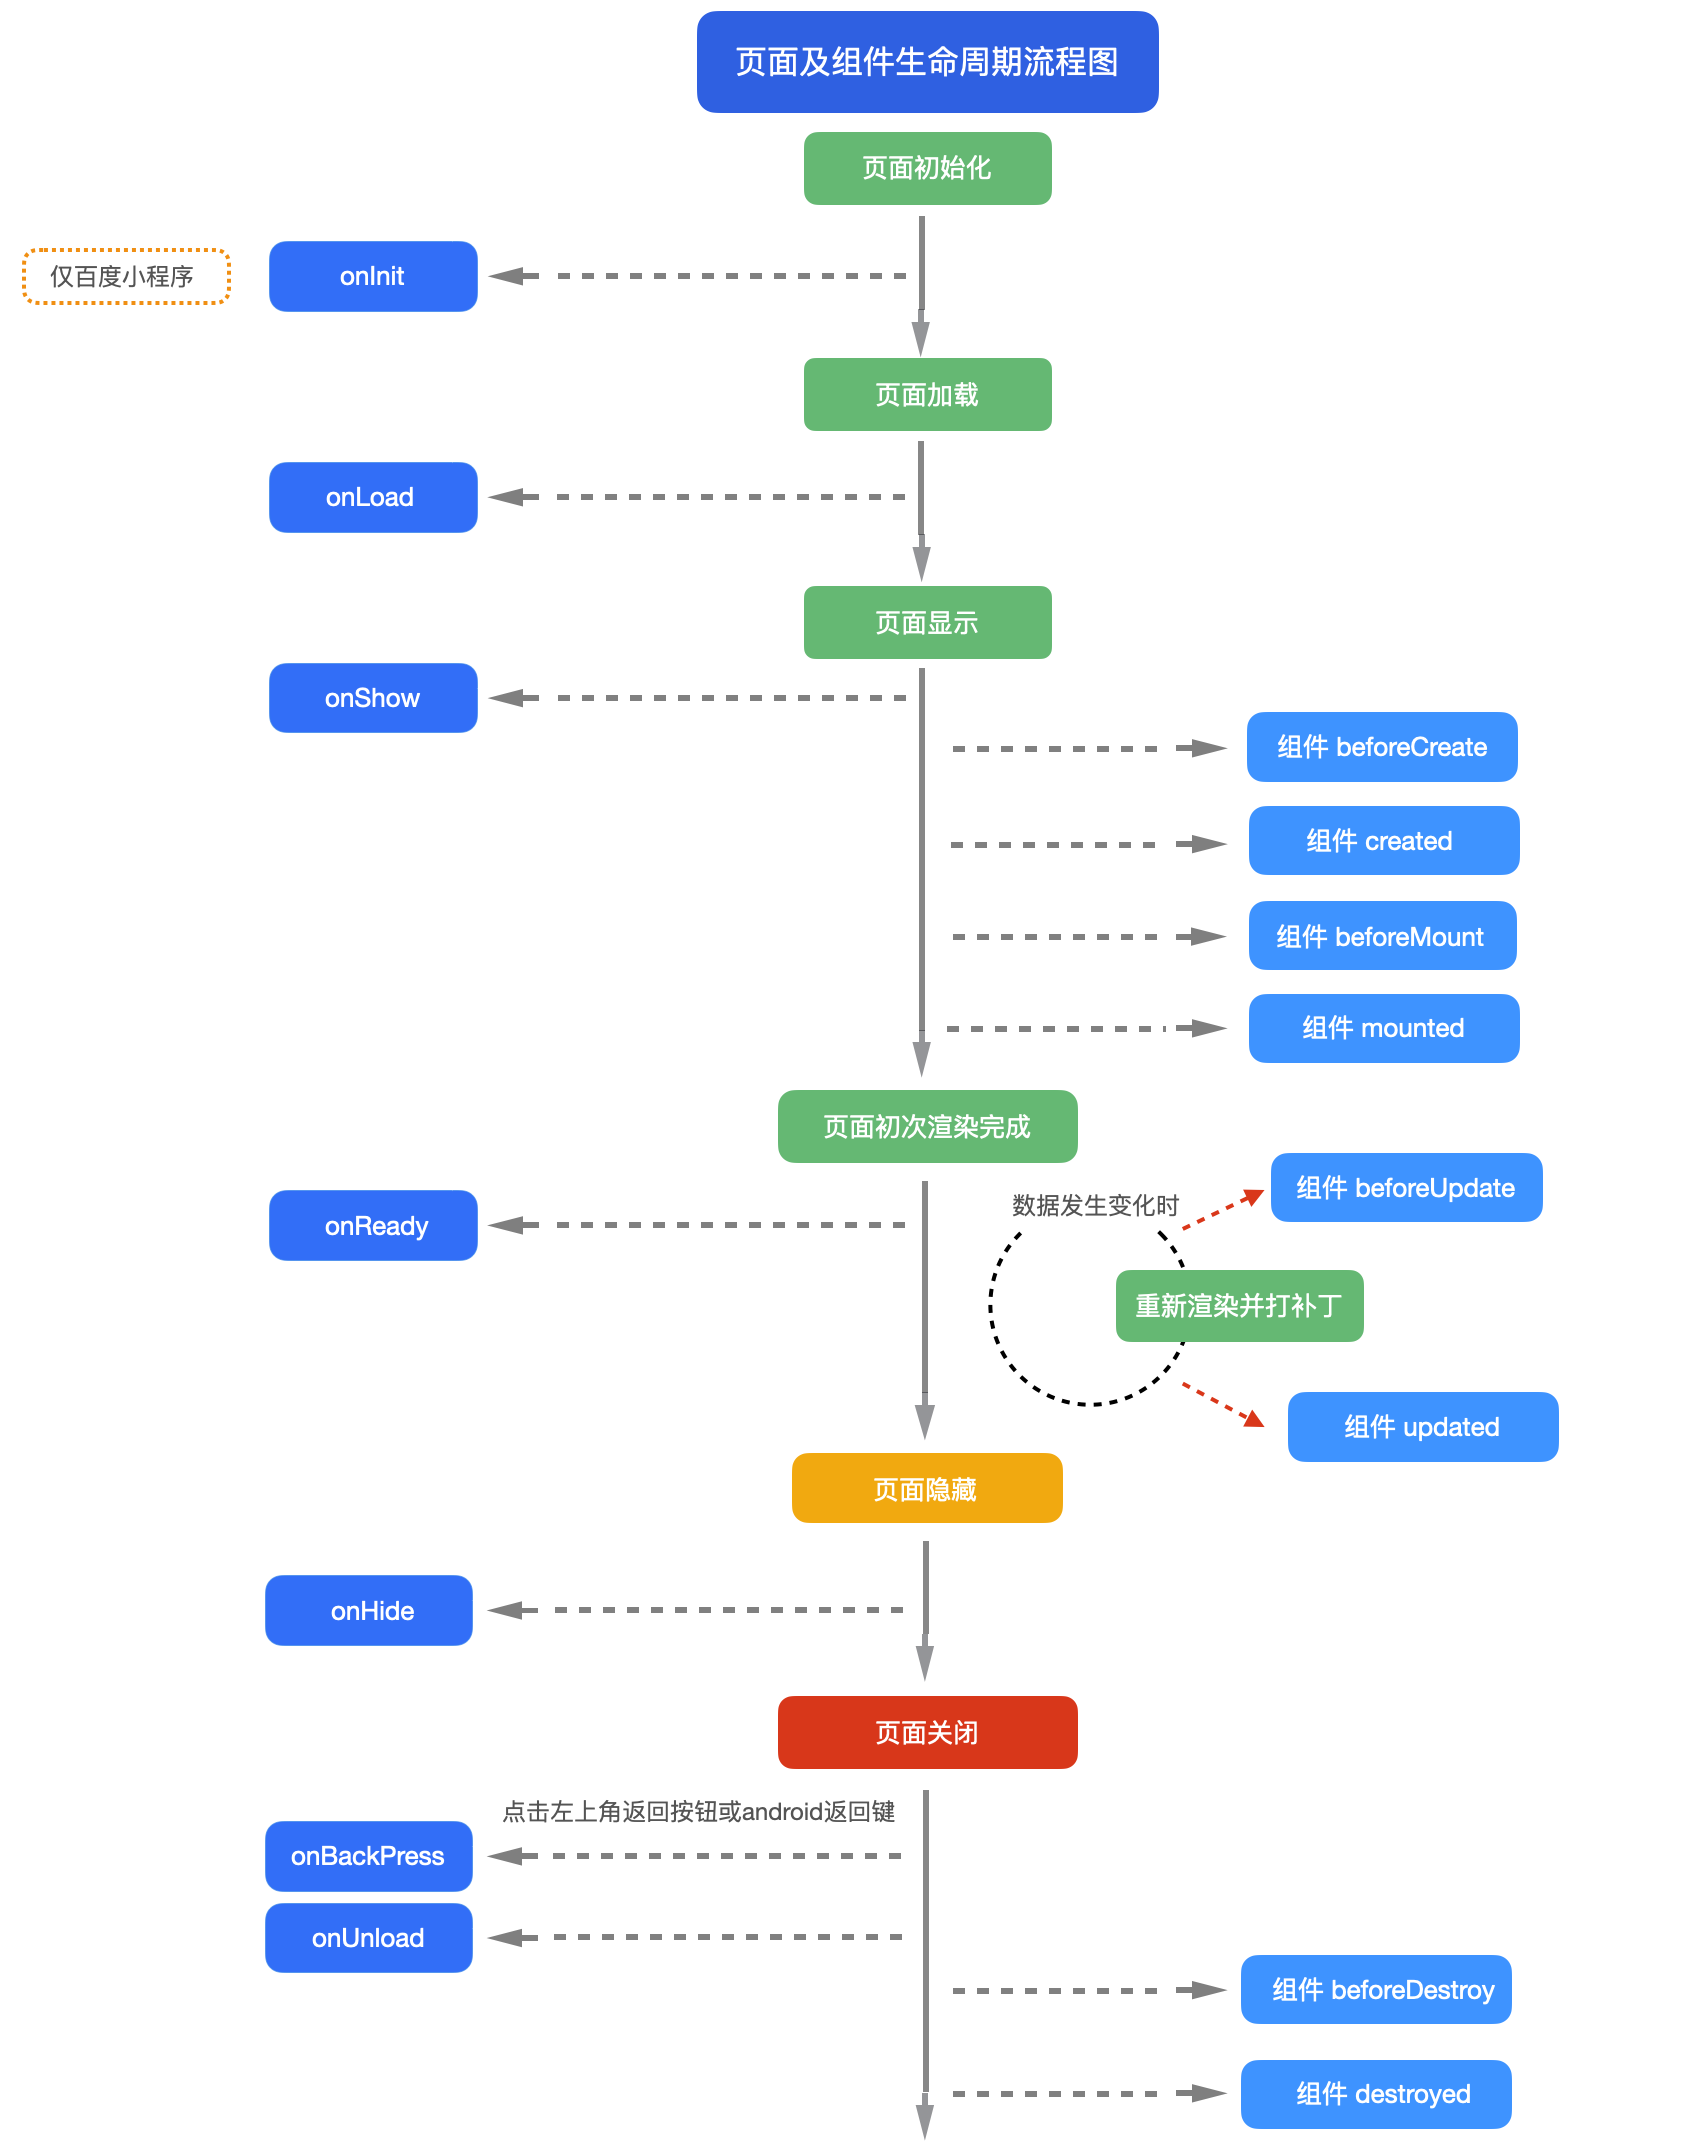 页面及组件生命周期流程图
页面初始化
仅百度小程序
onInit
页面加载
onLoad
页面显示
onShow
组件 beforeCreate
组件 created
组件 beforeMount
组件 mounted
页面初次渲染完成
组件 beforeUpdate
数据发生变化时
onReady
重新渲染并打补丁
组件 updated
页面隐藏
onHide
页面关闭
点击左上角返回按钮或android返回键
onBackPress
onUnload
组件 beforeDestroy
组件 destroyed